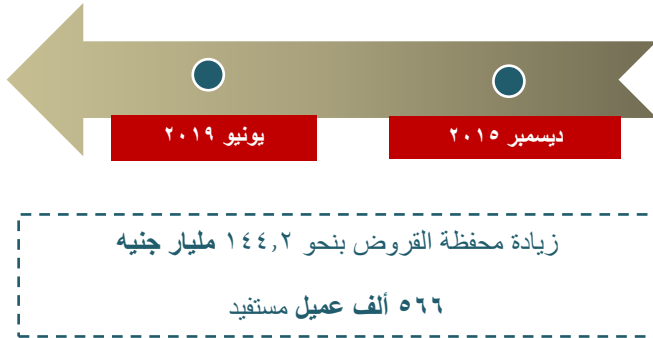 ديسمبر ٢٠١٥
يونيو ٢٠١٩
زيادة محفظة القروض بنحو ١٤٤,٢ مليار جنيه
٥٦٦ ألف عميل مستفيد